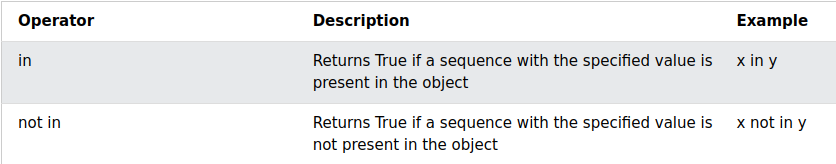 Operator Description Example
in Returns True if a sequence with the specified value is x in y
present in the object
not in Returns True if a sequence with the specified value is x not in y
not present in the object